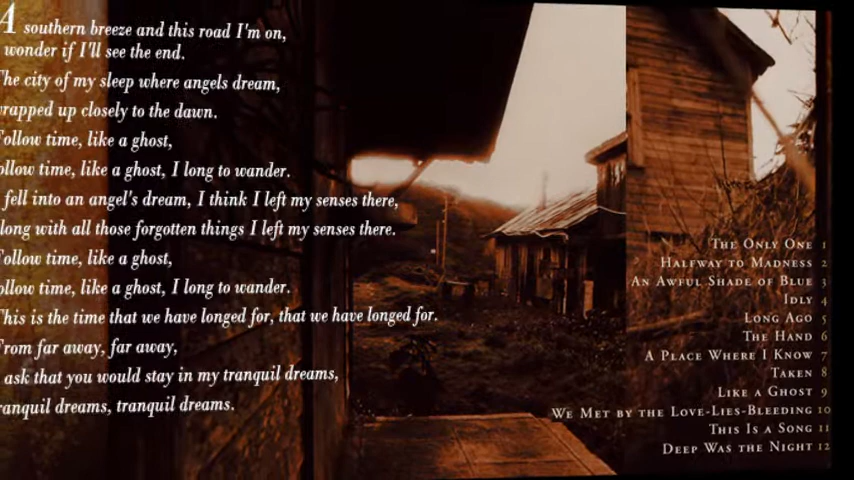 A southern breeze and this road I'm on,
wonder if I'll see the end.
The city of my sleep where angels dream,
wrapped up closely to the dawn.
Follow time, like a ghost,
ollow time, like a ghost, I long to wander.
fell into an angel's dream, I think I left my senses there,
long with all those forgotten things I left my senses there.
Follow time, like a ghost,
ollow time, like a ghost, I long to wander.
This is the time that we have longed for, that we have longed for.
From far away, far away,
ask that you would stay in my tranquil dreams,
ranquil dreams, tranquil dreams.
The Only One 1
Halfway to Madness 2
An Awful Shade of Blue 3
Idly 4
Long Ago 5
The Hand 6
A Place Where I Know 7
Taken 8
Like a Ghost 9
We Met by the Love-Lies-Bleeding 10
This Is a Song 11
Deep Was the Night 12